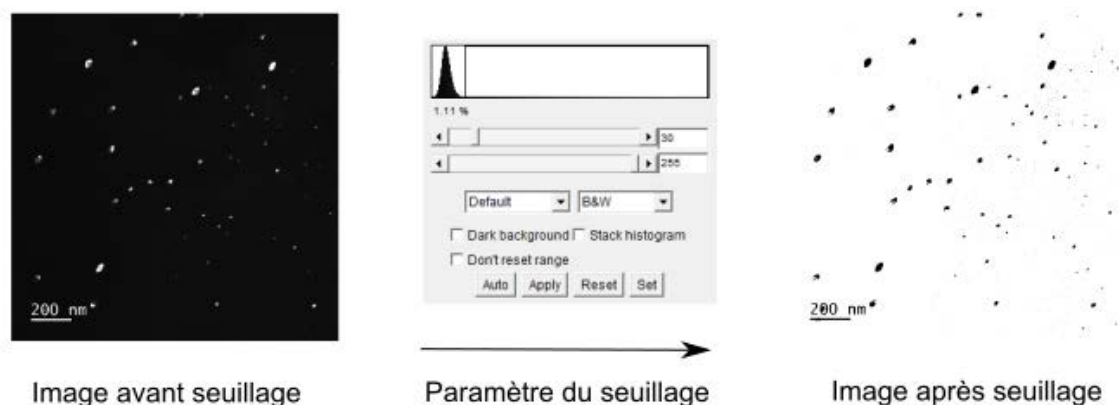 200 nm
1.11 %
30
255
Default
B&W
Dark background
Stack histogram
Don't reset range
Auto
Apply
Reset
Set
200 nm
Image avant seuillage
Paramètre du seuillage
Image après seuillage